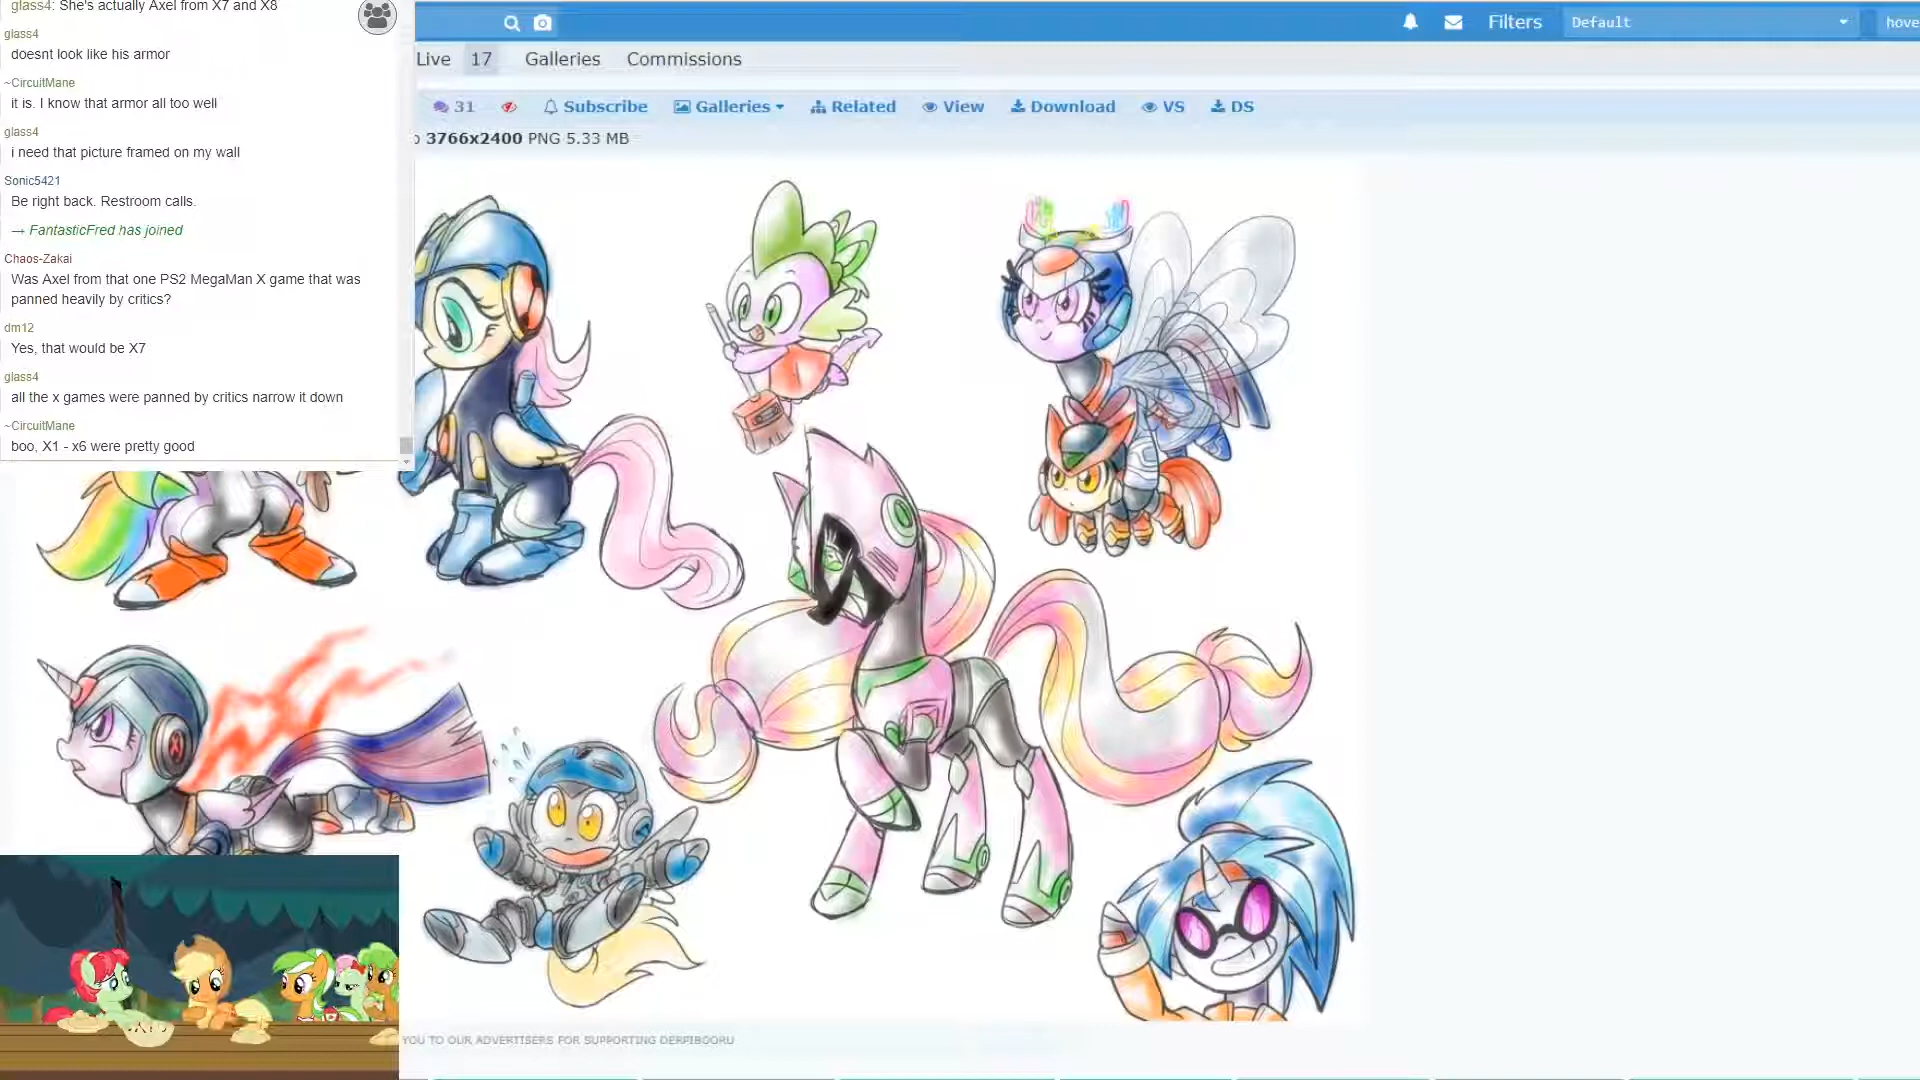 glass4: She's actually Axel from X7 and X8
glass4
doesnt look like his armor
~CircuitMane
it is. I know that armor all too well
glass4
i need that picture framed on my wall
Sonic5421
Be right back. Restroom calls.
→ FantasticFred has joined
Chaos-Zakai
Was Axel from that one PS2 MegaMan X game that was
panned heavily by critics?
dm12
Yes, that would be X7
glass4
all the x games were panned by critics narrow it down
~CircuitMane
boo, X1 - x6 were pretty good
Filters Default hove
Live 17 Galleries Commissions
31 Subscribe Galleries Related View Download VS DS
3766x2400 PNG 5.33 MB
YOU TO OUR ADVERTISERS FOR SUPPORTING DERPIBOORU